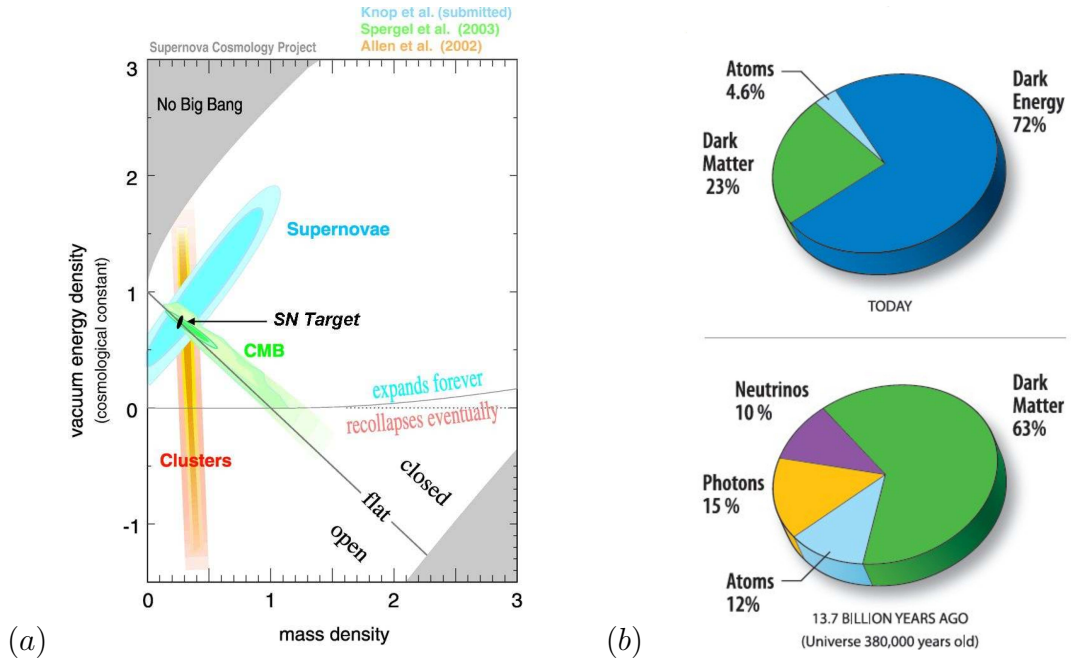 Knop et al. (submitted)
Spergel et al. (2003)
Allen et al. (2002)
Supernova Cosmology Project
3
No Big Bang
2
Supernovae
1
SN Target
CMB
expands forever
0
recollapses eventually
Clusters
closed
flat
-1
open
0
1
2
3
mass density
vacuum energy density
(cosmological constant)
(a)
Atoms
4.6%
Dark
Energy
72%
Dark
Matter
23%
TODAY
Neutrinos
10 %
Dark
Matter
63%
Photons
15 %
Atoms
12%
13.7 BILLION YEARS AGO
(Universe 380,000 years old)
(b)